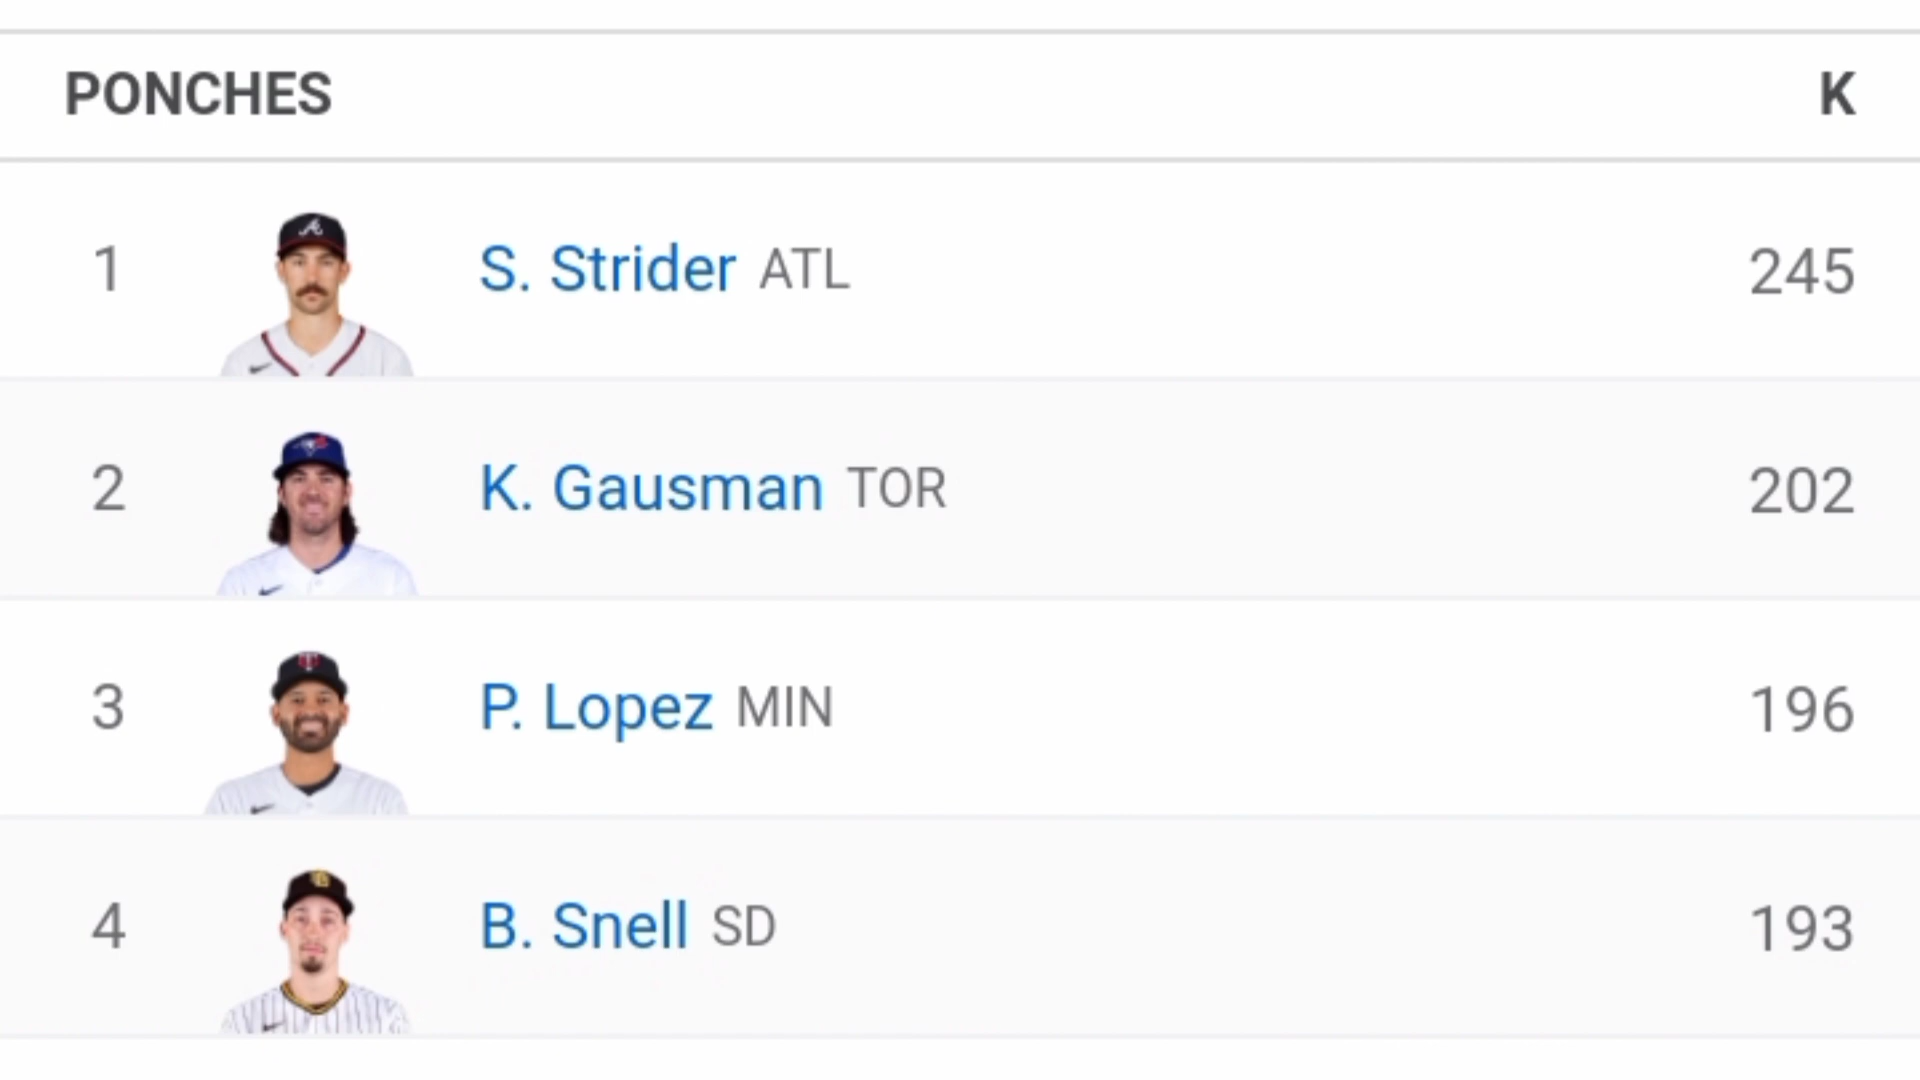 PONCHES K
1 S. Strider ATL 245
2 K. Gausman TOR 202
3 P. Lopez MIN 196
4 B. Snell SD 193